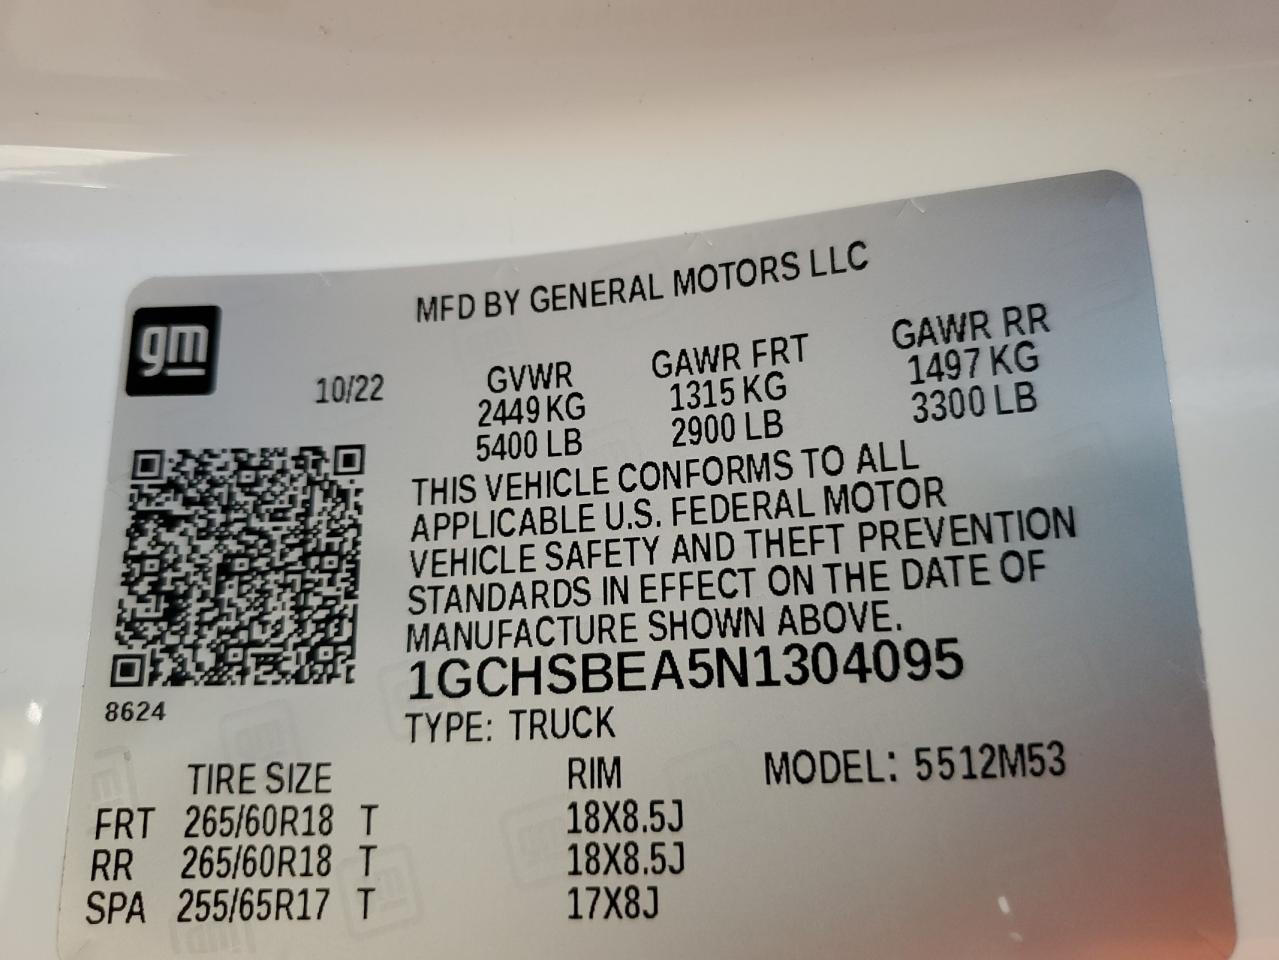 MFD BY GENERAL MOTORS LLC
gm
10/22 GVWR GAWR FRT GAWR RR
2449 KG 1315 KG 1497 KG
5400 LB 2900 LB 3300 LB
THIS VEHICLE CONFORMS TO ALL
APPLICABLE U.S. FEDERAL MOTOR
VEHICLE SAFETY AND THEFT PREVENTION
STANDARDS IN EFFECT ON THE DATE OF
MANUFACTURE SHOWN ABOVE.
1GCHSBEA5N1304095
8624
TYPE: TRUCK
TIRE SIZE RIM MODEL: 5512M53
FRT 265/60R18 T 18X8.5J
RR 265/60R18 T 18X8.5J
SPA 255/65R17 T 17X8J